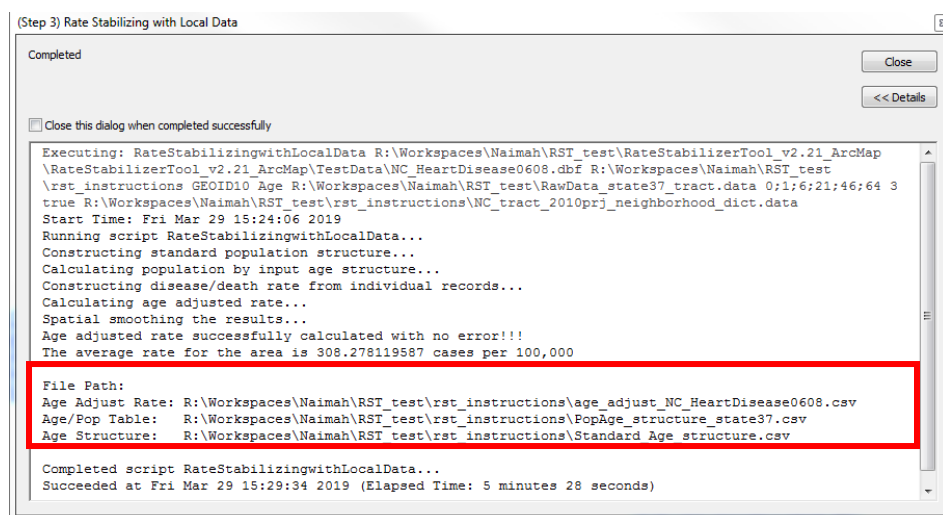 (Step 3) Rate Stabilizing with Local Data
Completed
Close
<< Details
Close this dialog when completed successfully
Executing: RateStabilizingwithLocalData R:\Workspaces\Naimah\RST_test\RateStabilizerTool_v2.21_ArcMap
\RateStabilizerTool_v2.21_ArcMap\TestData\NC_HeartDisease0608.dbf R:\Workspaces\Naimah\RST_test
\rst_instructions GEOID10 Age R:\Workspaces\Naimah\RST_test\RawData_state37_tract.data 0;1;6;21;46;64 3
true R:\Workspaces\Naimah\RST_test\rst_instructions\NC_tract_2010prj_neighborhood_dict.data
Start Time: Fri Mar 29 15:24:06 2019
Running script RateStabilizingwithLocalData...
Constructing standard population structure...
Calculating population by input age structure...
Constructing disease/death rate from individual records...
Calculating age adjusted rate...
Spatial smoothing the results...
Age adjusted rate successfully calculated with no error!!!
The average rate for the area is 308.278119587 cases per 100,000
File Path:
Age Adjust Rate: R:\Workspaces\Naimah\RST_test\rst_instructions\age_adjust_NC_HeartDisease0608.csv
Age/Pop Table: R:\Workspaces\Naimah\RST_test\rst_instructions\PopAge_structure_state37.csv
Age Structure: R:\Workspaces\Naimah\RST_test\rst_instructions\Standard_Age_structure.csv
Completed script RateStabilizingwithLocalData...
Succeeded at Fri Mar 29 15:29:34 2019 (Elapsed Time: 5 minutes 28 seconds)